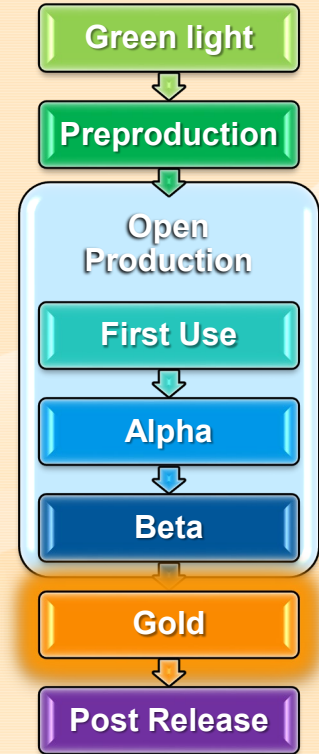 Green light
Preproduction
Open
Production
First Use
Alpha
Beta
Gold
Post Release